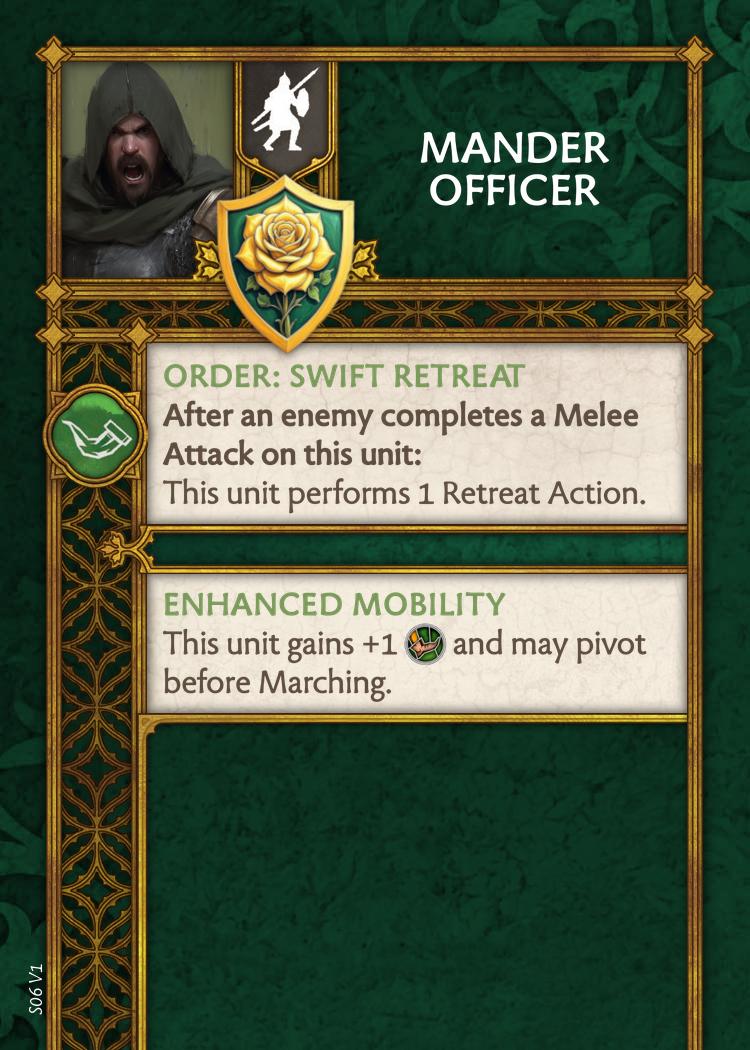 MANDER
OFFICER
ORDER: SWIFT RETREAT
After an enemy completes a Melee
Attack on this unit:
This unit performs 1 Retreat Action.
ENHANCED MOBILITY
This unit gains +1 and may pivot
before Marching.
S06 V1